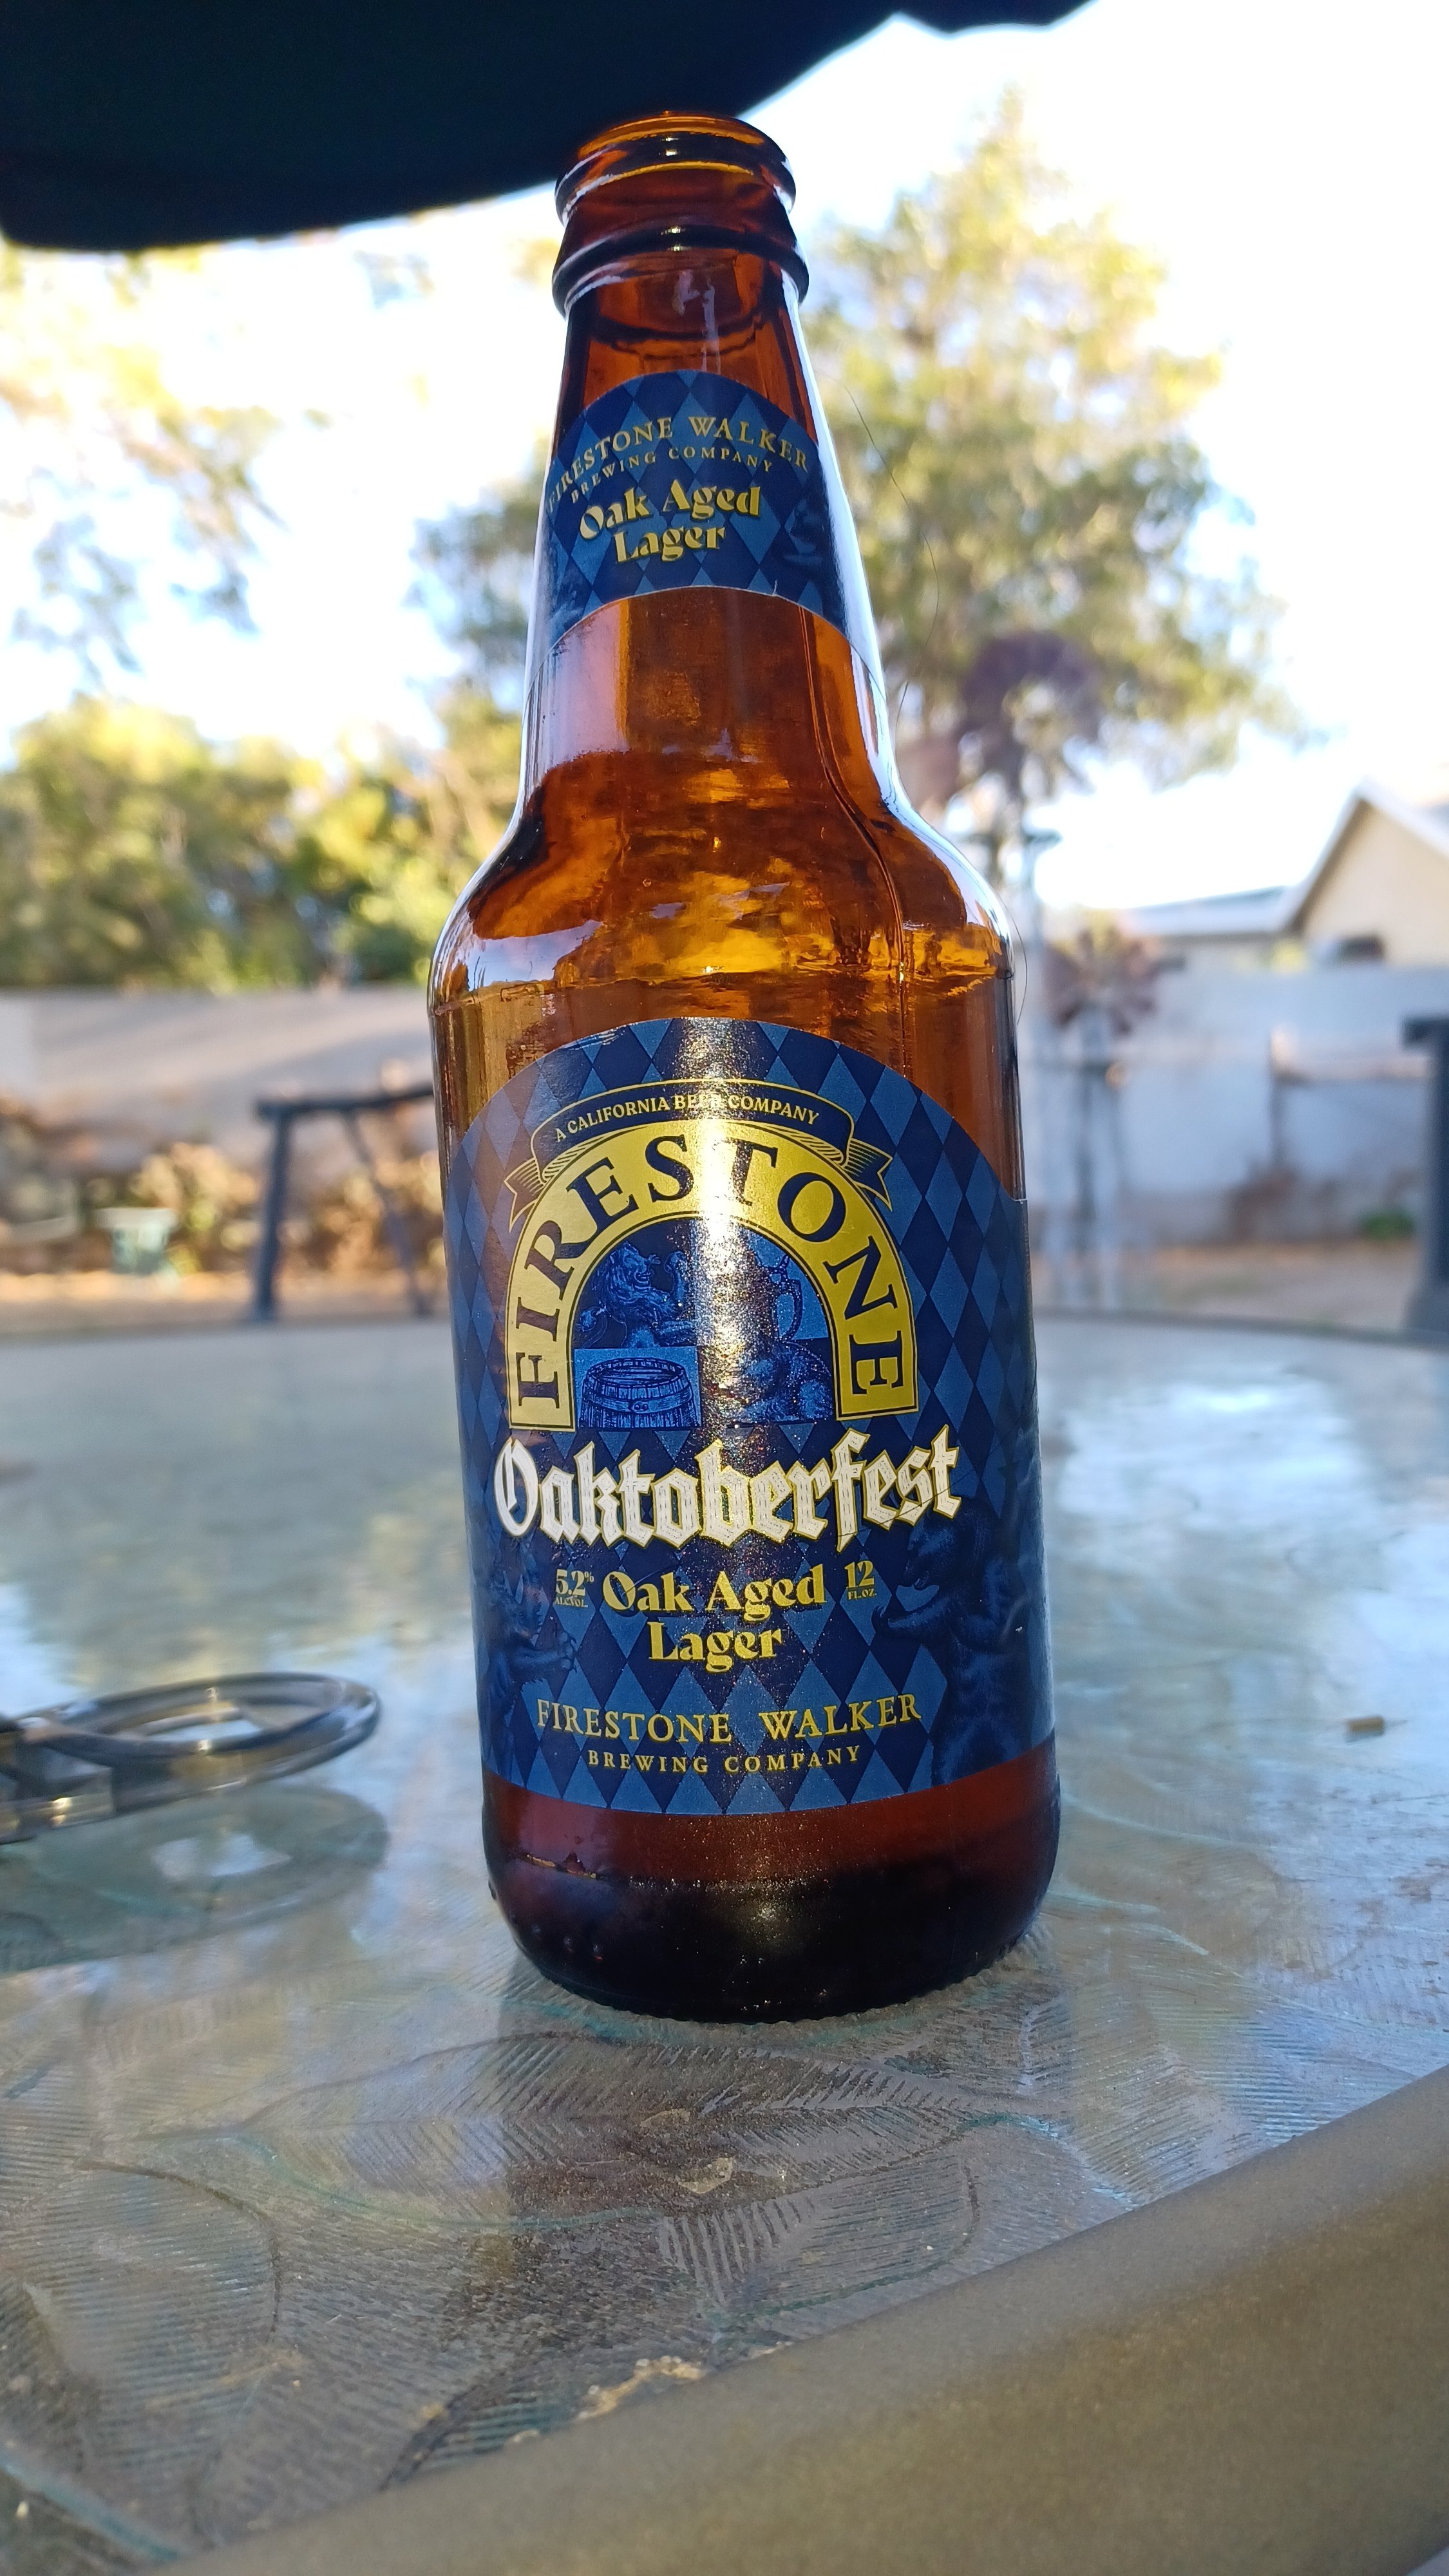 FIRESTONE WALKER
BREWING COMPANY
Oak Aged
Lager
A CALIFORNIA BEER COMPANY
FIRESTONE
Oaktoberfest
5.2% ALC.VOL. Oak Aged 12 FL.OZ.
Lager
FIRESTONE WALKER
BREWING COMPANY